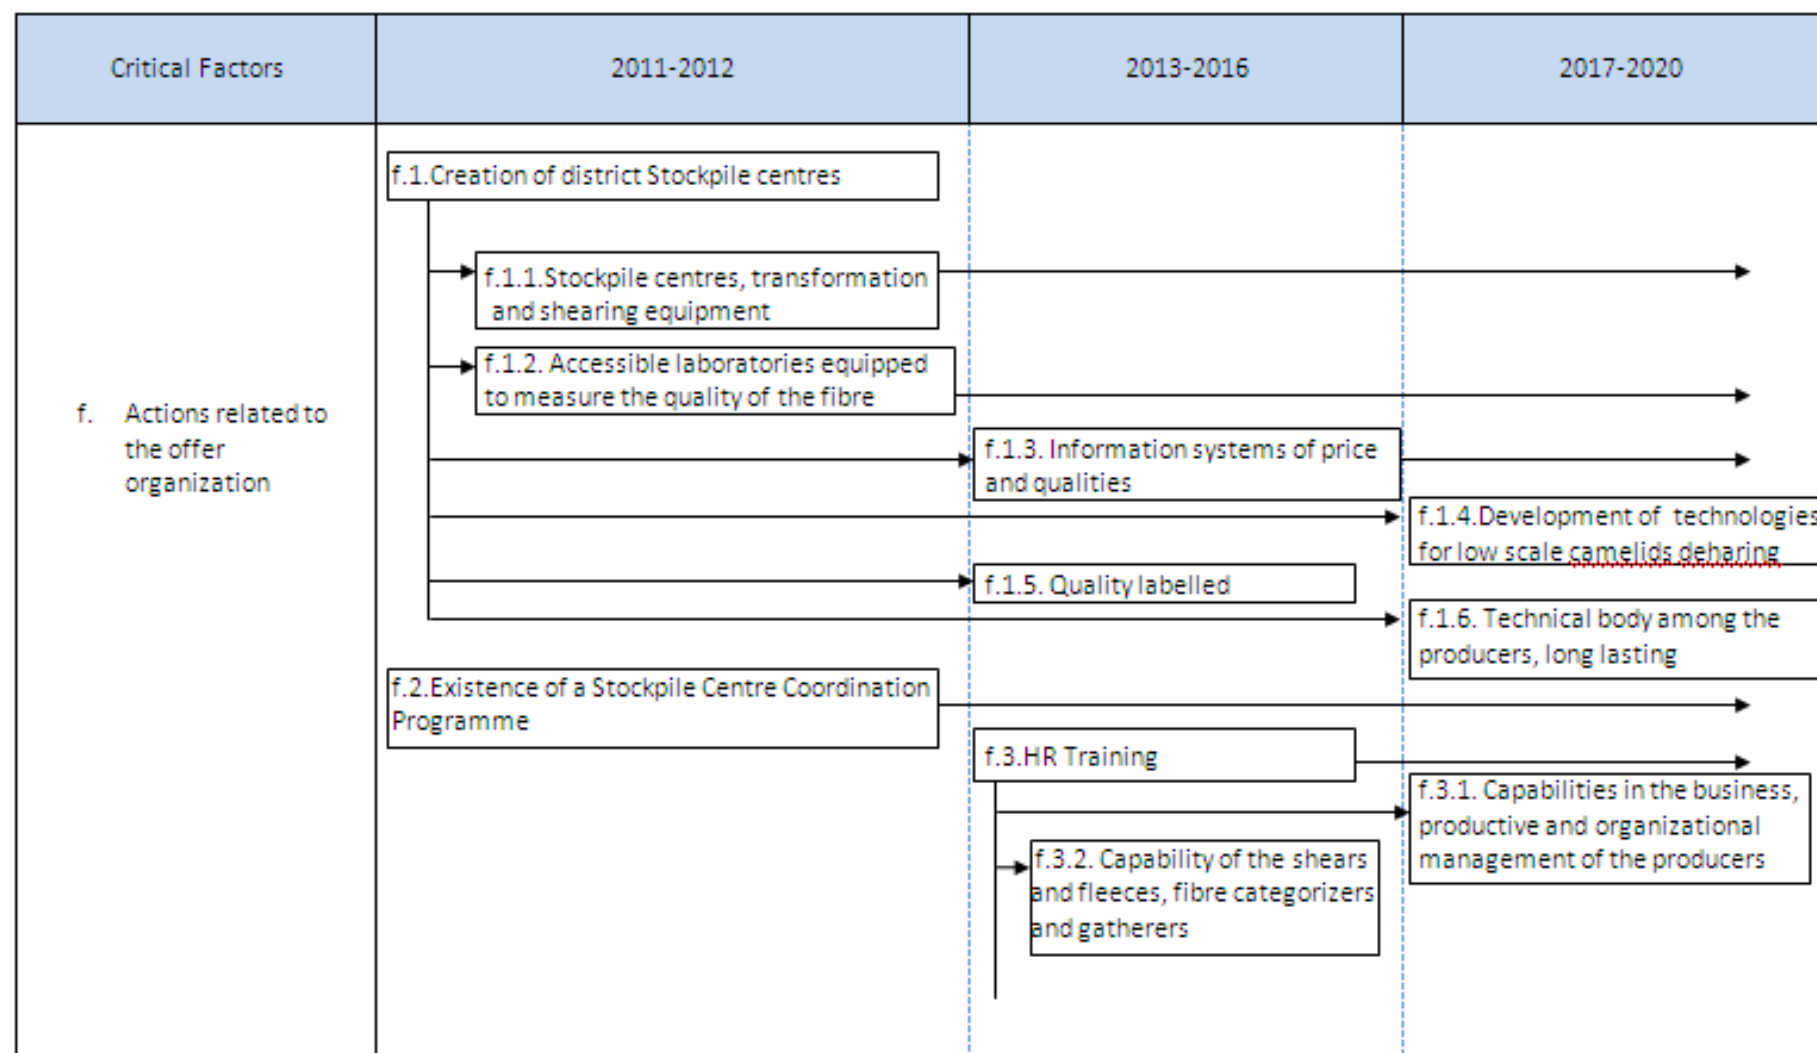 Critical Factors
2011-2012
2013-2016
2017-2020
f. Actions related to
the offer
organization
f.1.Creation of district Stockpile centres
f.1.1.Stockpile centres, transformation
and shearing equipment
f.1.2. Accessible laboratories equipped
to measure the quality of the fibre
f.1.3. Information systems of price
and qualities
f.1.4.Development of technologies
for low scale camelids deharing
f.1.5. Quality labelled
f.1.6. Technical body among the
producers, long lasting
f.2.Existence of a Stockpile Centre Coordination
Programme
f.3.HR Training
f.3.1. Capabilities in the business,
productive and organizational
management of the producers
f.3.2. Capability of the shears
and fleeces, fibre categorizers
and gatherers